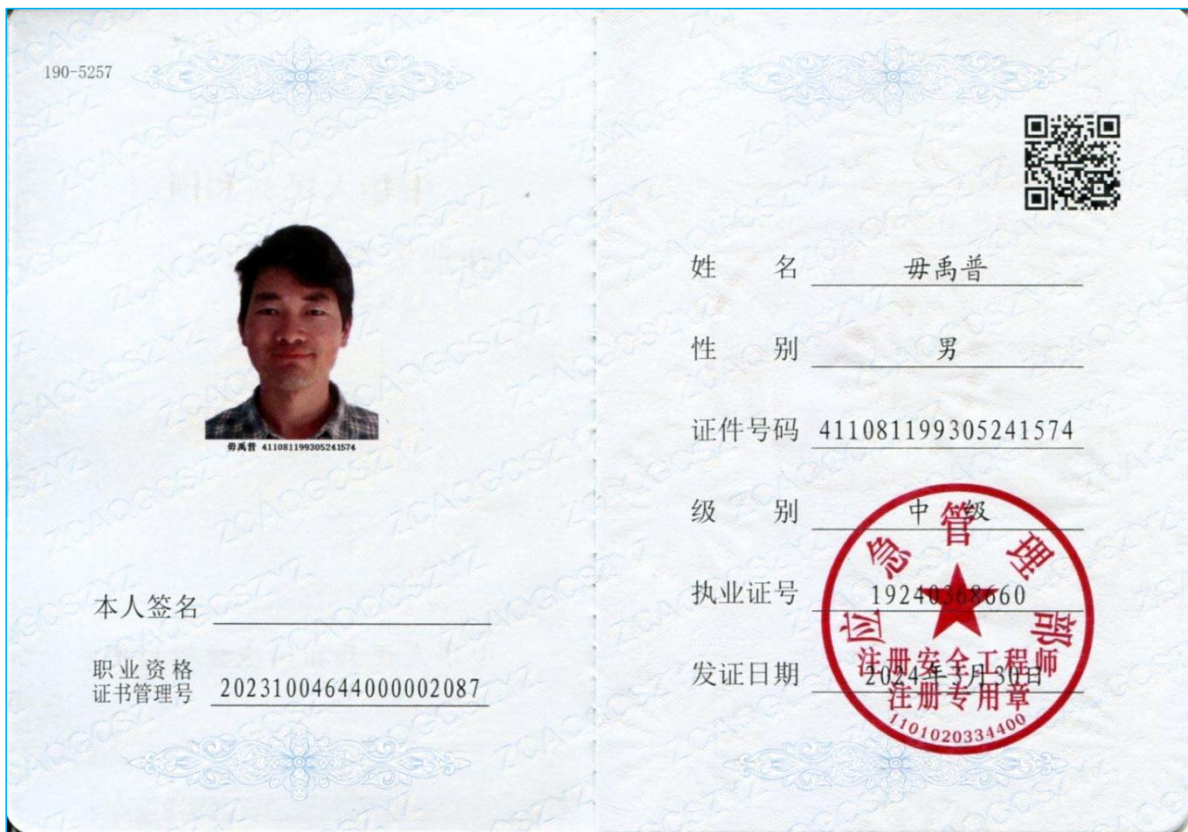 190-5257
毋禹普 411081199305241574
本人签名
职业资格
证书管理号 20231004644000002087
姓 名 毋禹普
性 别 男
证件号码 411081199305241574
级 别 中 级
执业证号 19240368660
发证日期 2024年3月30日
应急管理部
注册安全工程师
注册专用章
1101020334400